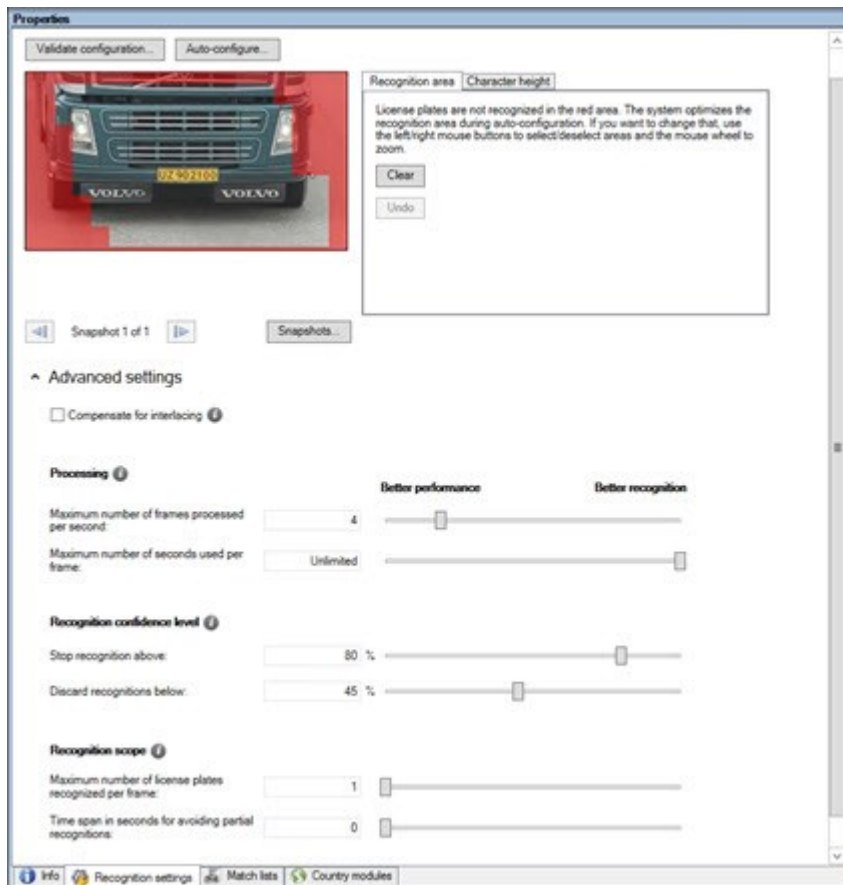 Properties
Validate configuration...
Auto-configure...
Recognition area
Character height
License plates are not recognized in the red area. The system optimizes the
recognition area during auto-configuration. If you want to change that, use
the left/right mouse buttons to select/deselect areas and the mouse wheel to
zoom.
Clear
Undo
UZ 902100
VOLVO
VOLVO
Snapshot 1 of 1
Snapshots...
Advanced settings
Compensate for interlacing
Processing
Better performance
Better recognition
Maximum number of frames processed
per second:
4
Maximum number of seconds used per
frame:
Unlimited
Recognition confidence level
Stop recognition above:
80 %
Discard recognitions below:
45 %
Recognition scope
Maximum number of license plates
recognized per frame:
1
Time span in seconds for avoiding partial
recognitions:
0
Info
Recognition settings
Match lists
Country modules